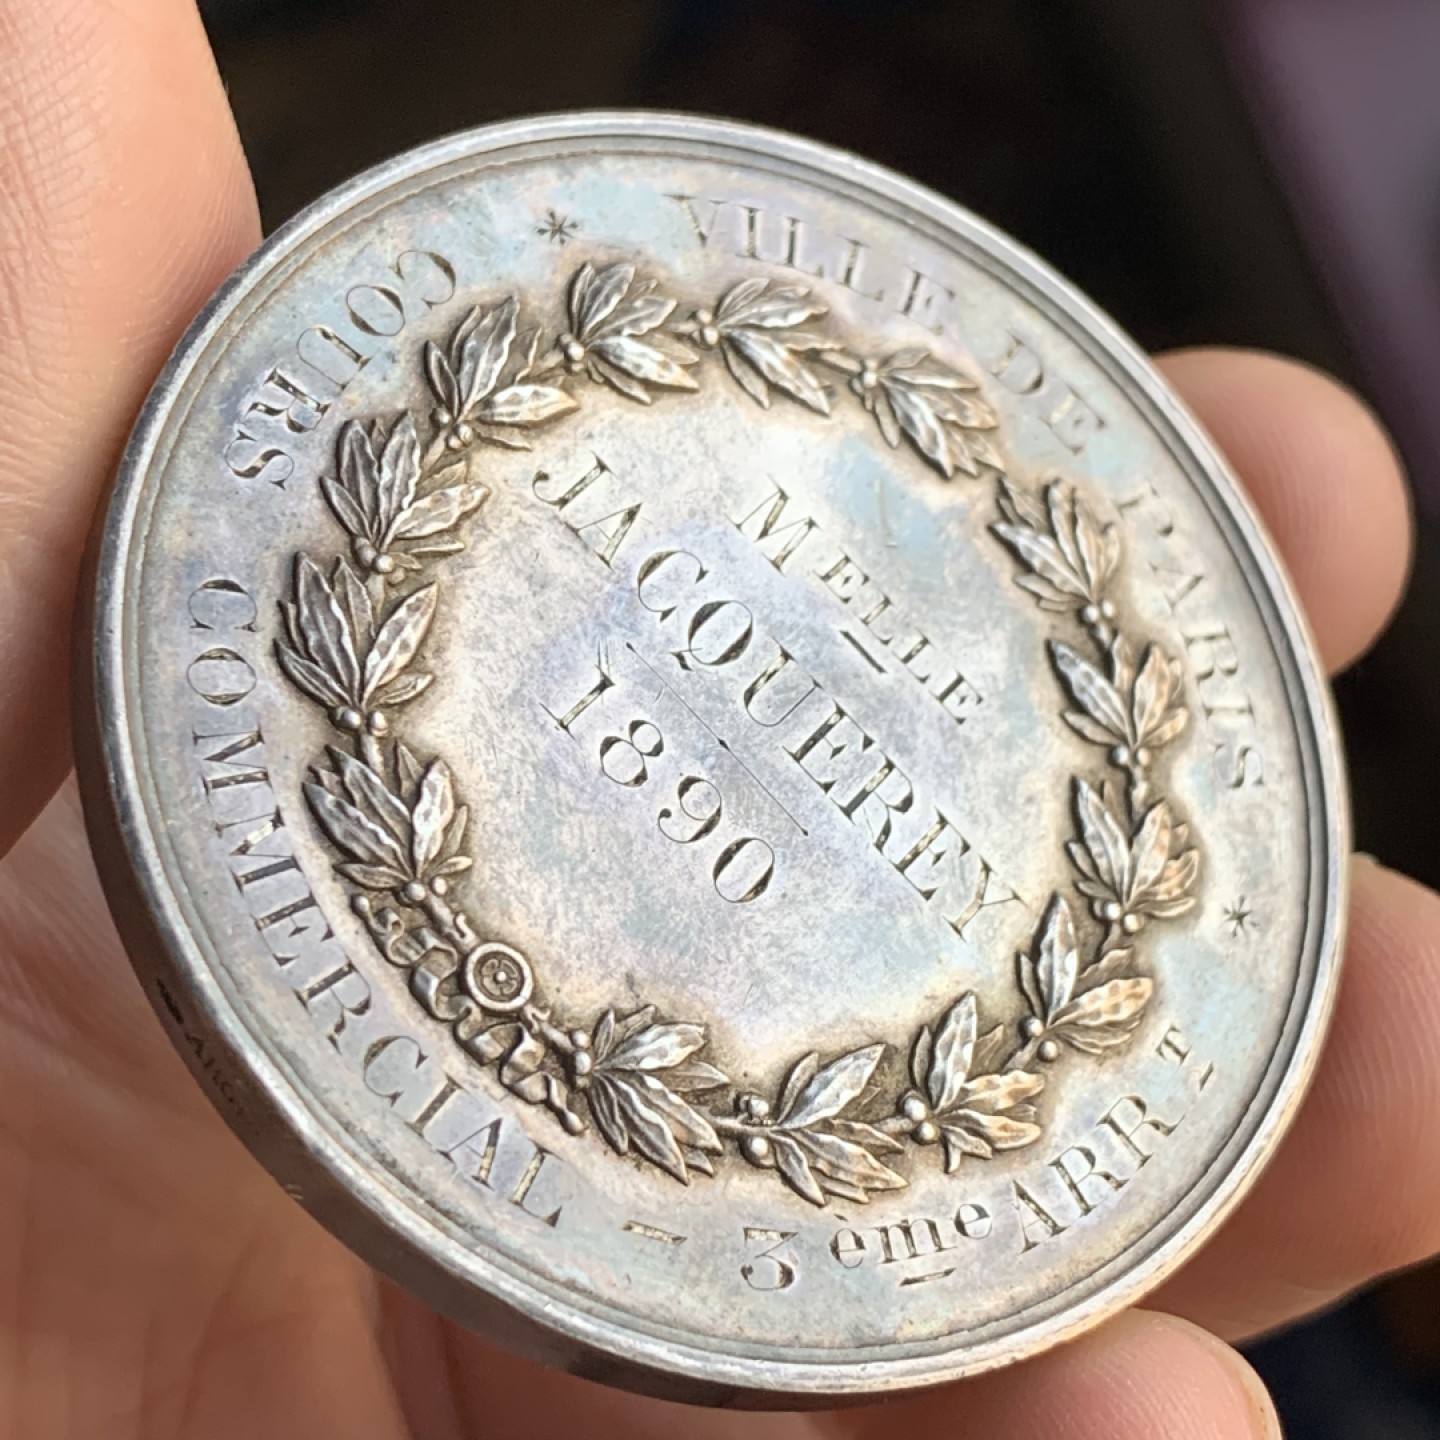 * VILLE DE PARIS *
COURS COMMERCIAL - 3ème ARRT
MELLE
JACQUEREY
1890